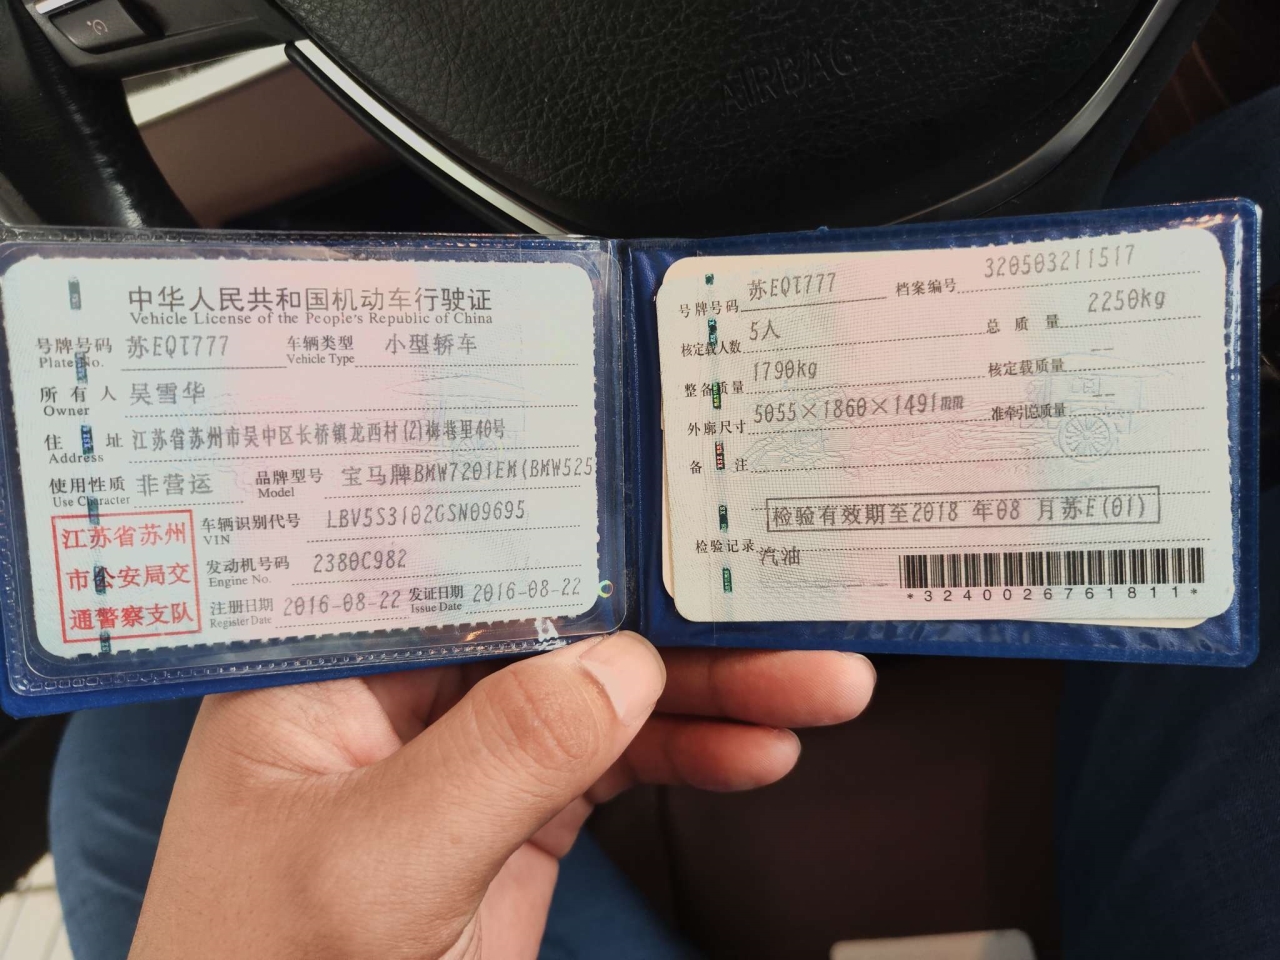 AIRBAG
中华人民共和国机动车行驶证
Vehicle License of the People's Republic of China
号牌号码 苏EQT777 车辆类型 小型轿车
Plate No. Vehicle Type
所有人 吴雪华
Owner
住址 江苏省苏州市吴中区长桥镇龙西村(2)梅巷里40号
Address
使用性质 非营运 品牌型号 宝马牌BMW7201EM(BMW525
Use Character Model
江苏省苏州
市公安局交
通警察支队
车辆识别代号 LBV5S3102GSN09695
VIN
发动机号码 2380C982
Engine No.
注册日期 2016-08-22 发证日期 2016-08-22
Register Date Issue Date
号牌号码 苏EQT777 档案编号 320503211517
核定载人数 5人 总质量 2250kg
整备质量 1790kg 核定载质量 --
外廓尺寸 5055×1860×1491mm 准牵引总质量 --
备注
检验有效期至2018 年08 月苏E(01)
检验记录 汽油
*3240026761811*